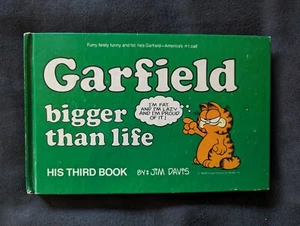 Funny, feisty, funny, and fat: he's Garfield—America's #1 cat!
Garfield
bigger
than life
I'M FAT,
AND I'M LAZY
AND I'M PROUD
OF IT!
HIS THIRD BOOK
BY: JIM DAVIS